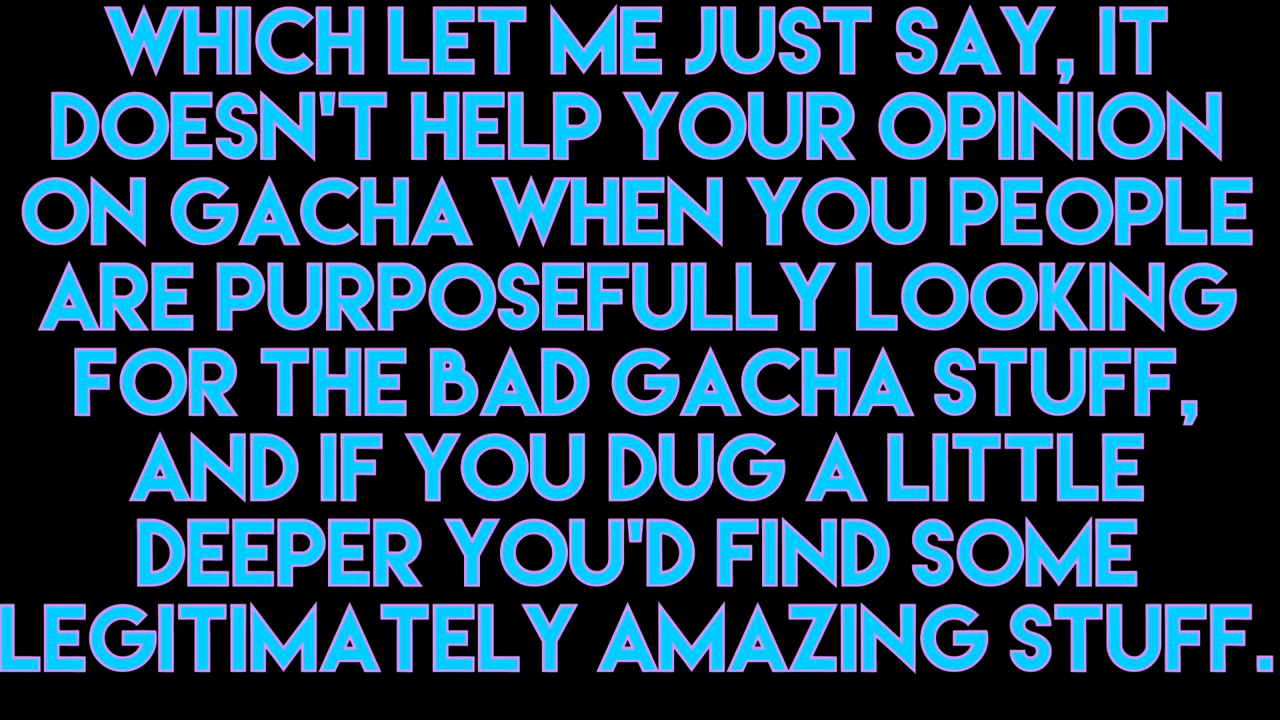 WHICH LET ME JUST SAY, IT
DOESN'T HELP YOUR OPINION
ON GACHA WHEN YOU PEOPLE
ARE PURPOSEFULLY LOOKING
FOR THE BAD GACHA STUFF,
AND IF YOU DUG A LITTLE
DEEPER YOU'D FIND SOME
LEGITIMATELY AMAZING STUFF.